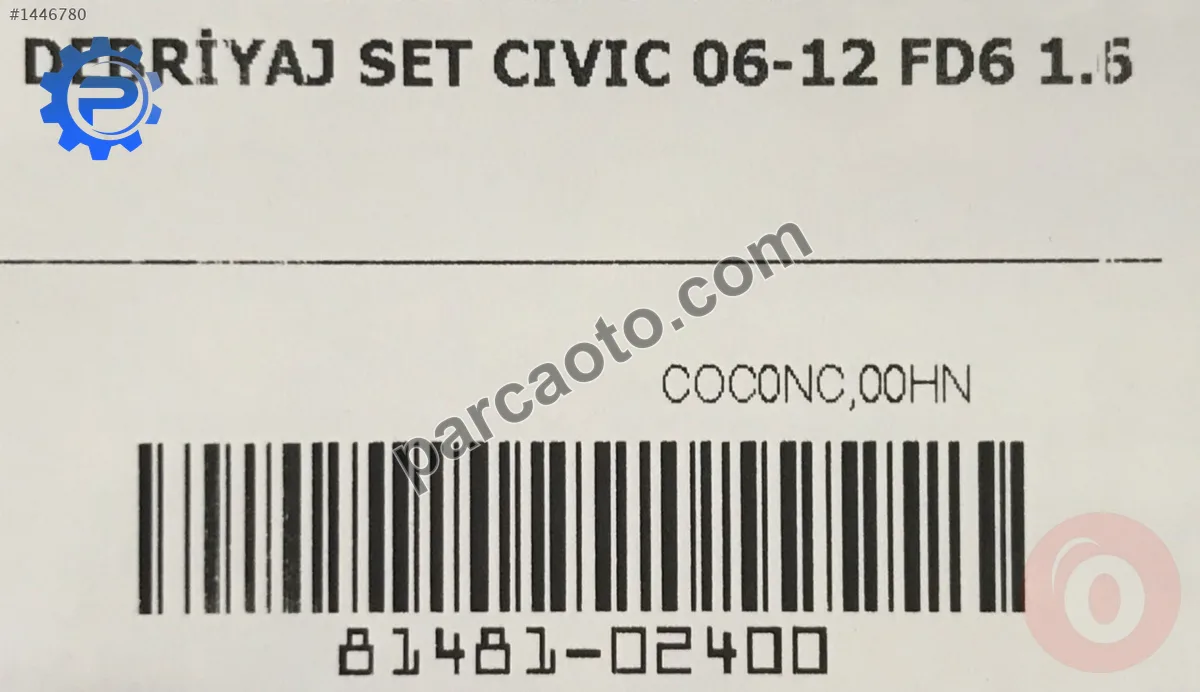 #1446780
DEBRİYAJ SET CIVIC 06-12 FD6 1.6
parcaoto.com
COC0NC,00HN
81481-02400